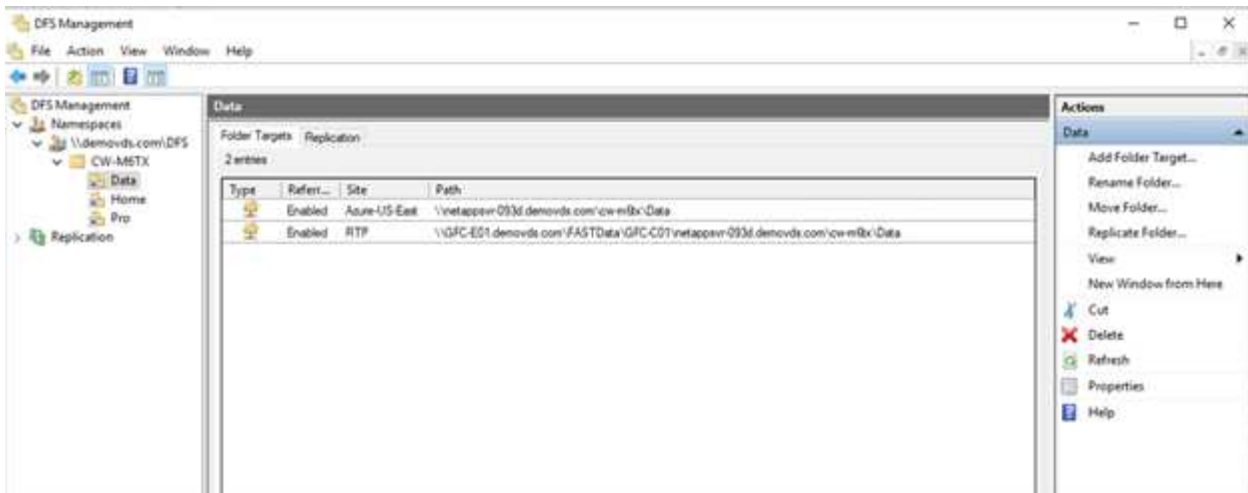 DFS Management
File Action View Window Help
DFS Management
Namespaces
\\demovds.com\DFS
CW-M6TX
Data
Home
Pro
Replication
Data
Folder Targets Replication
2 entries
Type Referr... Site Path
Enabled Azure-US-East \\netappsvr-093d.demovds.com\cw-m6tx\Data
Enabled RTP \\GFC-E01.demovds.com\FASTData\GFC-C01\netappsvr-093d.demovds.com\cw-m6tx\Data
Actions
Data
Add Folder Target...
Rename Folder...
Move Folder...
Replicate Folder...
View
New Window from Here
Cut
Delete
Refresh
Properties
Help